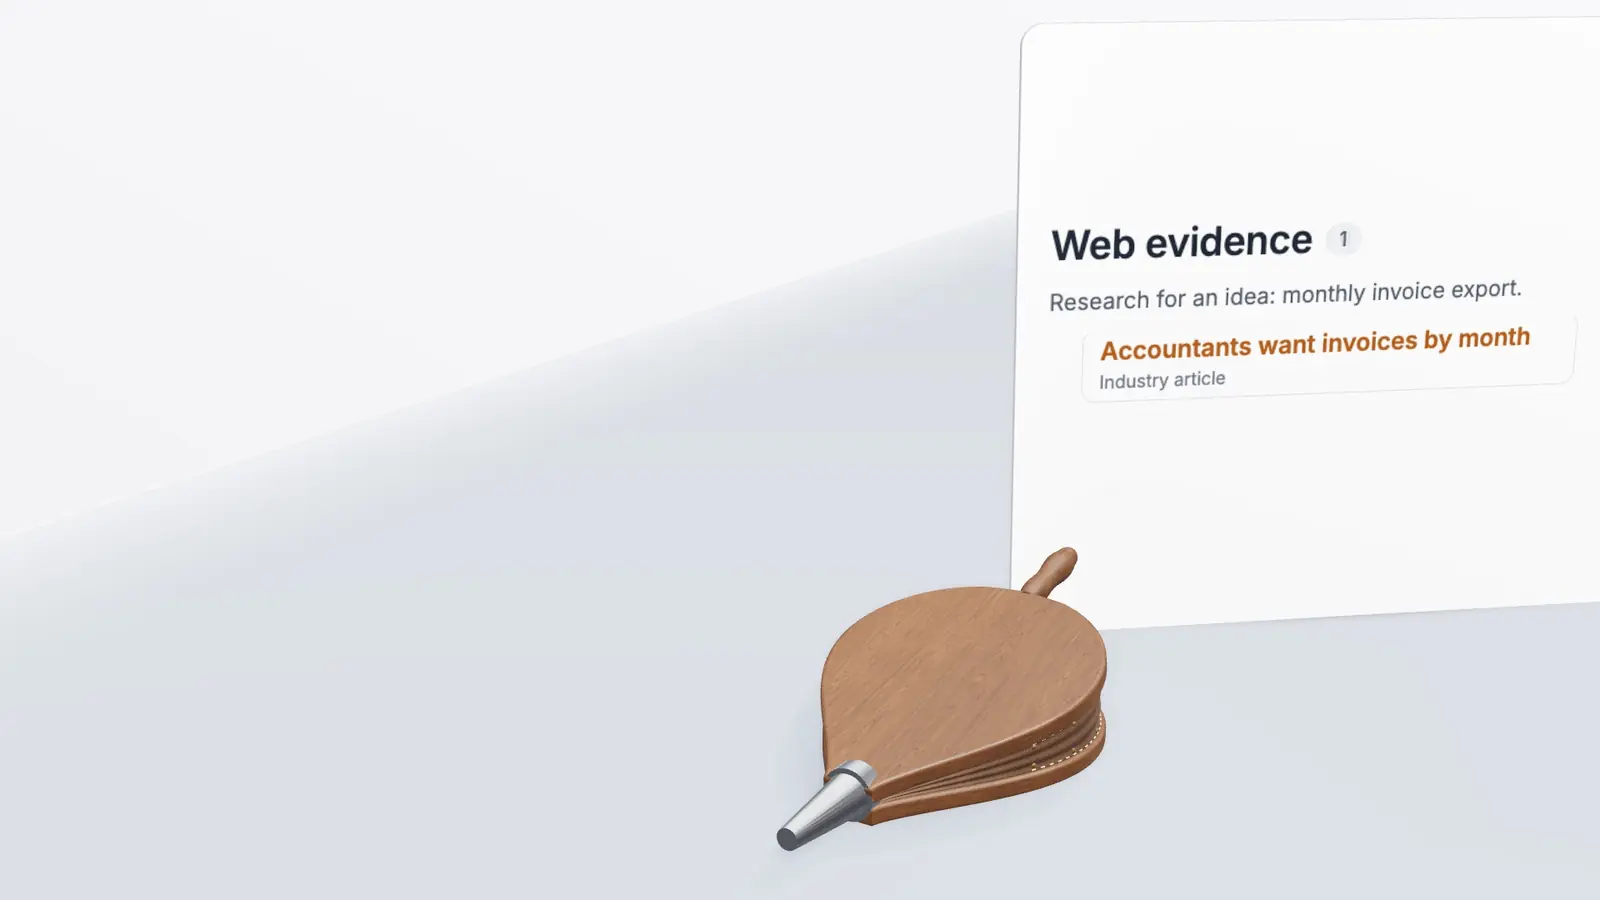 Web evidence 1
Research for an idea: monthly invoice export.
Accountants want invoices by month
Industry article